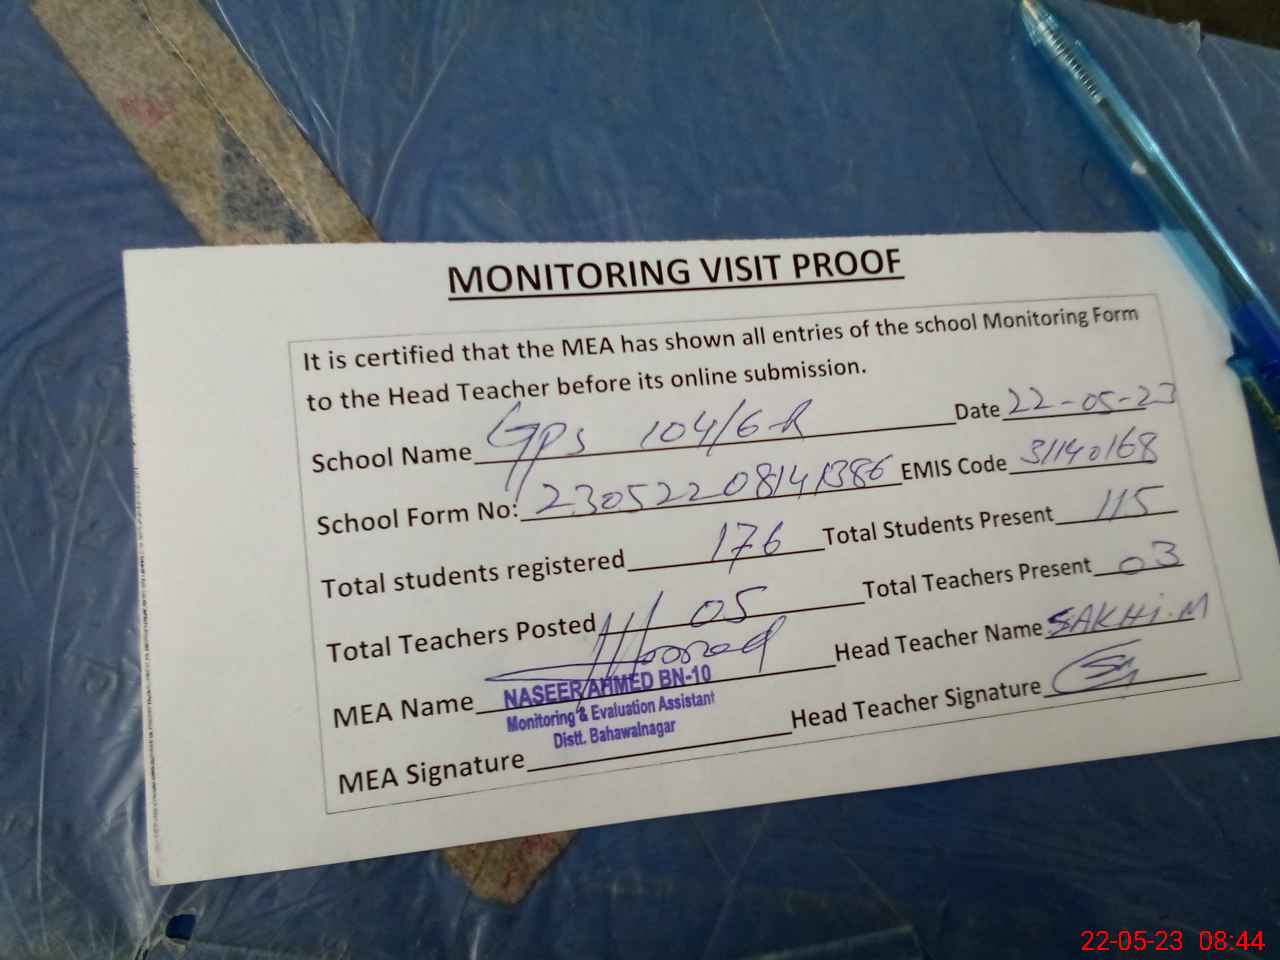 MONITORING VISIT PROOF
It is certified that the MEA has shown all entries of the school Monitoring Form
to the Head Teacher before its online submission.
School Name GPS 104/6-R Date 22-05-23
School Form No: 23052208141386 EMIS Code 31140168
Total students registered 176 Total Students Present 115
Total Teachers Posted 05 Total Teachers Present 03
MEA Name Head Teacher Name SAKHI.M
NASEER AHMED BN-10
Monitoring & Evaluation Assistant
Distt. Bahawalnagar
MEA Signature Head Teacher Signature
22-05-23 08:44